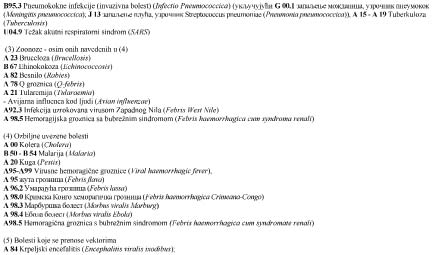 B95.3 Pneumokokne infekcije (invazivna bolest) (Infectio Pneumococcica) (укључујући G 00.1 запаљење можданица, узрочник пнеумокок
(Meningitis pneumococcica); J 13 запаљење плућа, узрочник Streptococcus pneumoniae (Pneumonia pneumococcica)), A 15 - A 19 Tuberkuloza
(Tuberculosis)
U04.9 Težak akutni respiratorni sindrom (SARS)
(3) Zoonoze - osim onih navedenih u (4)
A 23 Bruceloza (Brucellosis)
B 67 Ehinokokoza (Echinococcosis)
A 82 Besnilo (Rabies)
A 78 Q groznica (Q-febris)
A 21 Tularemija (Tularaemia)
- Avijarna influenca kod ljudi (Avian influenzae)
A92.3 Infekcija uzrokovana virusom Zapadnog Nila (Febris West Nile)
A 98.5 Hemoragijska groznica sa bubrežnim sindromom (Febris haemorrhagica cum sindroma renali)
(4) Ozbiljne uvezene bolesti
A 00 Kolera (Cholera)
B 50 - B 54 Malarija (Malaria)
A 20 Kuga (Pestis)
A95-A99 Virusne hemoragične groznice (Viral haemorrhagic fever),
A 95 жута грозница (Febris flava)
A 96.2 Умарајућа грозница (Febris lassa)
A 98.0 Кримска Конго хеморагична грозница (Febris haemorrhagica Crimeana-Congo)
A 98.3 Марбуршка болест (Morbus viralis Marburg)
A 98.4 Ебола болест (Morbus viralis Ebola)
A98.5 Hemoragična groznica s bubrežnim sindromom (Febris haemorrhagica cum syndromate renali)
(5) Bolesti koje se prenose vektorima
A 84 Krpeljski encefalitis (Encephalitis viralis ixodibus);